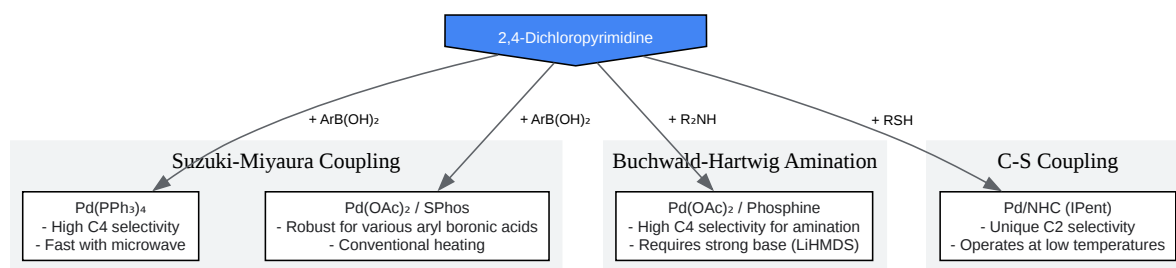 2,4-Dichloropyrimidine
+ ArB(OH)₂
+ ArB(OH)₂
+ R₂NH
+ RSH
Suzuki-Miyaura Coupling
Pd(PPh₃)₄
- High C4 selectivity
- Fast with microwave
Pd(OAc)₂ / SPhos
- Robust for various aryl boronic acids
- Conventional heating
Buchwald-Hartwig Amination
Pd(OAc)₂ / Phosphine
- High C4 selectivity for amination
- Requires strong base (LiHMDS)
C-S Coupling
Pd/NHC (IPent)
- Unique C2 selectivity
- Operates at low temperatures